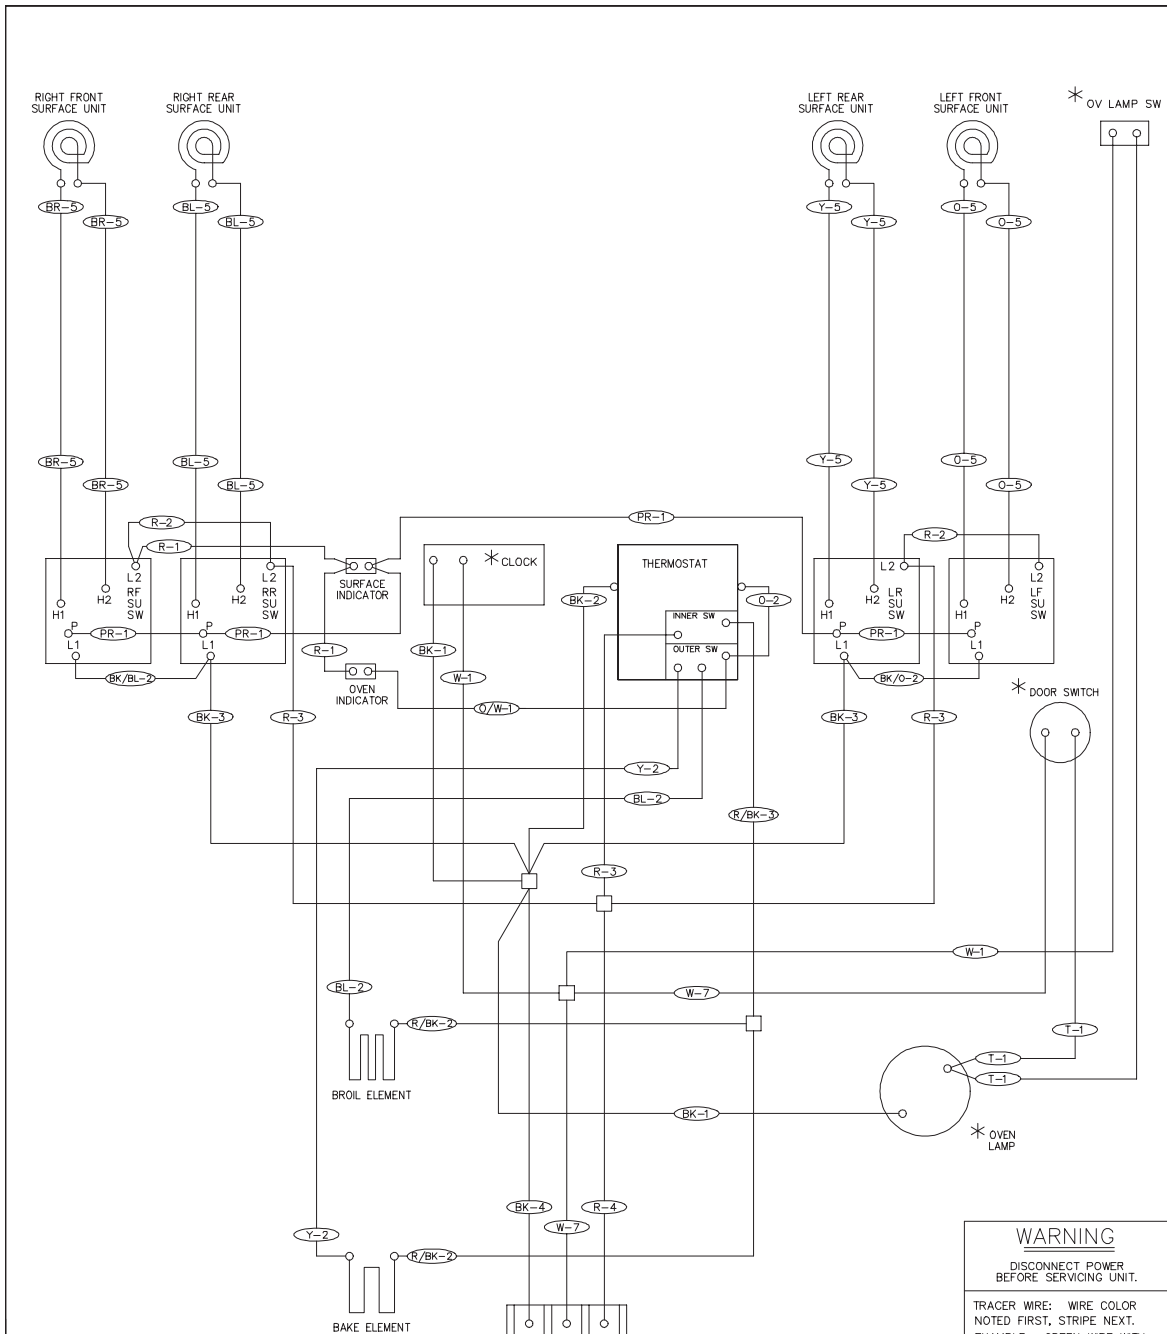 RIGHT FRONT
SURFACE UNIT
RIGHT REAR
SURFACE UNIT
LEFT REAR
SURFACE UNIT
LEFT FRONT
SURFACE UNIT
* OV LAMP SW
BR-5
BR-5
BL-5
BL-5
Y-5
Y-5
O-5
O-5
BR-5
BR-5
BL-5
BL-5
Y-5
Y-5
O-5
O-5
R-2
R-1
PR-1
R-2
L2
H2
H1
RF
SU
SW
P
L1
L2
H2
H1
RR
SU
SW
P
L1
PR-1
PR-1
BK/BL-2
SURFACE
INDICATOR
R-1
OVEN
INDICATOR
* CLOCK
BK-1
W-1
O/W-1
THERMOSTAT
BK-2
O-2
INNER SW
OUTER SW
L2
H2
H1
LR
SU
SW
P
L1
L2
H2
H1
LF
SU
SW
P
L1
PR-1
BK/O-2
BK-3
R-3
BK-3
R-3
* DOOR SWITCH
Y-2
BL-2
R/BK-3
R-3
W-1
W-7
BL-2
R/BK-2
BROIL ELEMENT
T-1
T-1
T-1
BK-1
* OVEN
LAMP
BK-4
W-7
R-4
Y-2
R/BK-2
BAKE ELEMENT
WARNING
DISCONNECT POWER
BEFORE SERVICING UNIT.
TRACER WIRE: WIRE COLOR
NOTED FIRST, STRIPE NEXT.